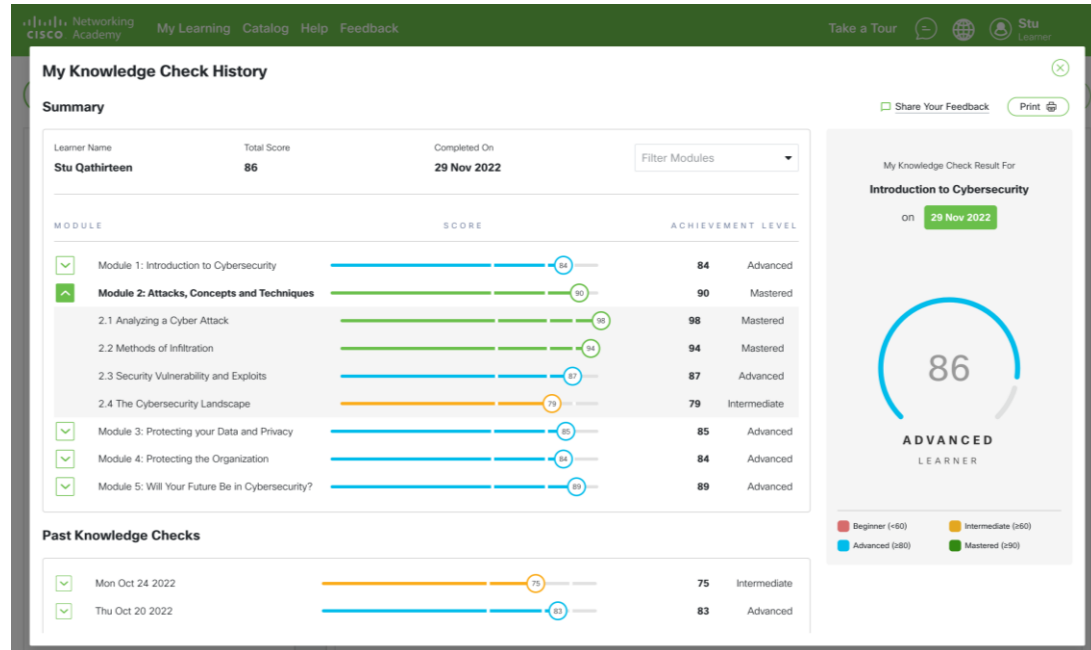 Networking
CISCO Academy
My Learning Catalog Help Feedback
Take a Tour
Stu
Learner
My Knowledge Check History
Summary
Share Your Feedback
Print
Learner Name Total Score Completed On
Stu Qathirteen 86 29 Nov 2022
Filter Modules
MODULE SCORE ACHIEVEMENT LEVEL
Module 1: Introduction to Cybersecurity 84 84 Advanced
Module 2: Attacks, Concepts and Techniques 90 90 Mastered
2.1 Analyzing a Cyber Attack 98 98 Mastered
2.2 Methods of Infiltration 94 94 Mastered
2.3 Security Vulnerability and Exploits 87 87 Advanced
2.4 The Cybersecurity Landscape 79 79 Intermediate
Module 3: Protecting your Data and Privacy 85 85 Advanced
Module 4: Protecting the Organization 84 84 Advanced
Module 5: Will Your Future Be in Cybersecurity? 89 89 Advanced
My Knowledge Check Result For
Introduction to Cybersecurity
on 29 Nov 2022
86
ADVANCED
LEARNER
Beginner (<60) Intermediate (≥60)
Advanced (≥80) Mastered (≥90)
Past Knowledge Checks
Mon Oct 24 2022 75 75 Intermediate
Thu Oct 20 2022 83 83 Advanced